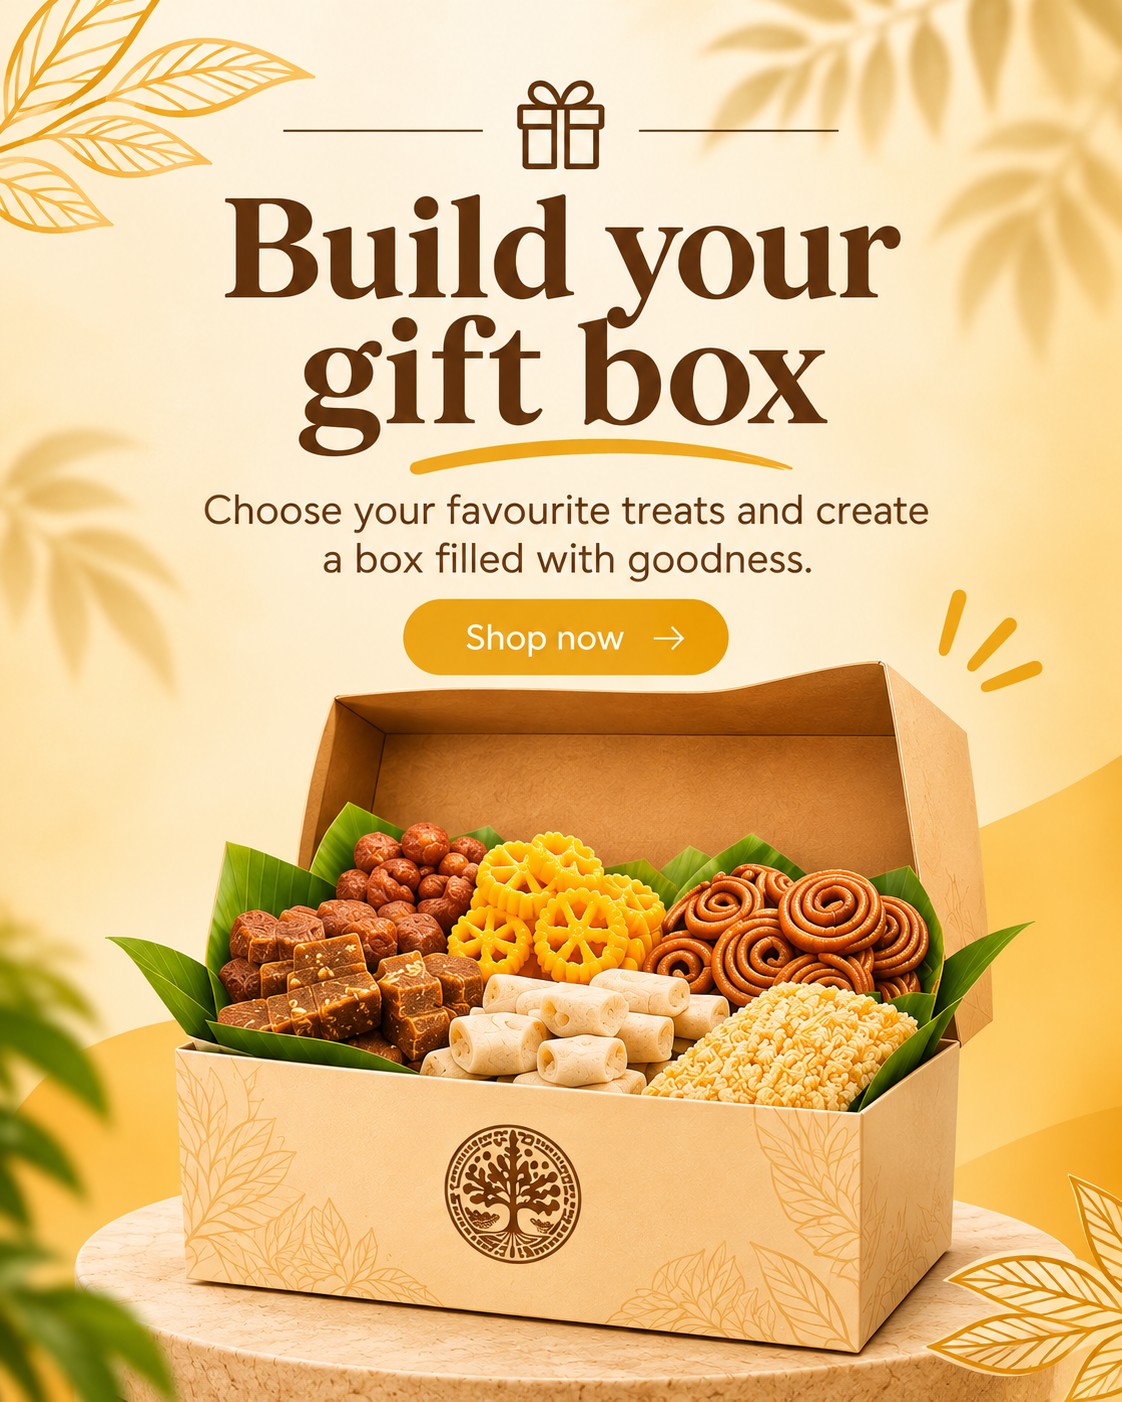 Build your
gift box
Choose your favourite treats and create
a box filled with goodness.
Shop now →